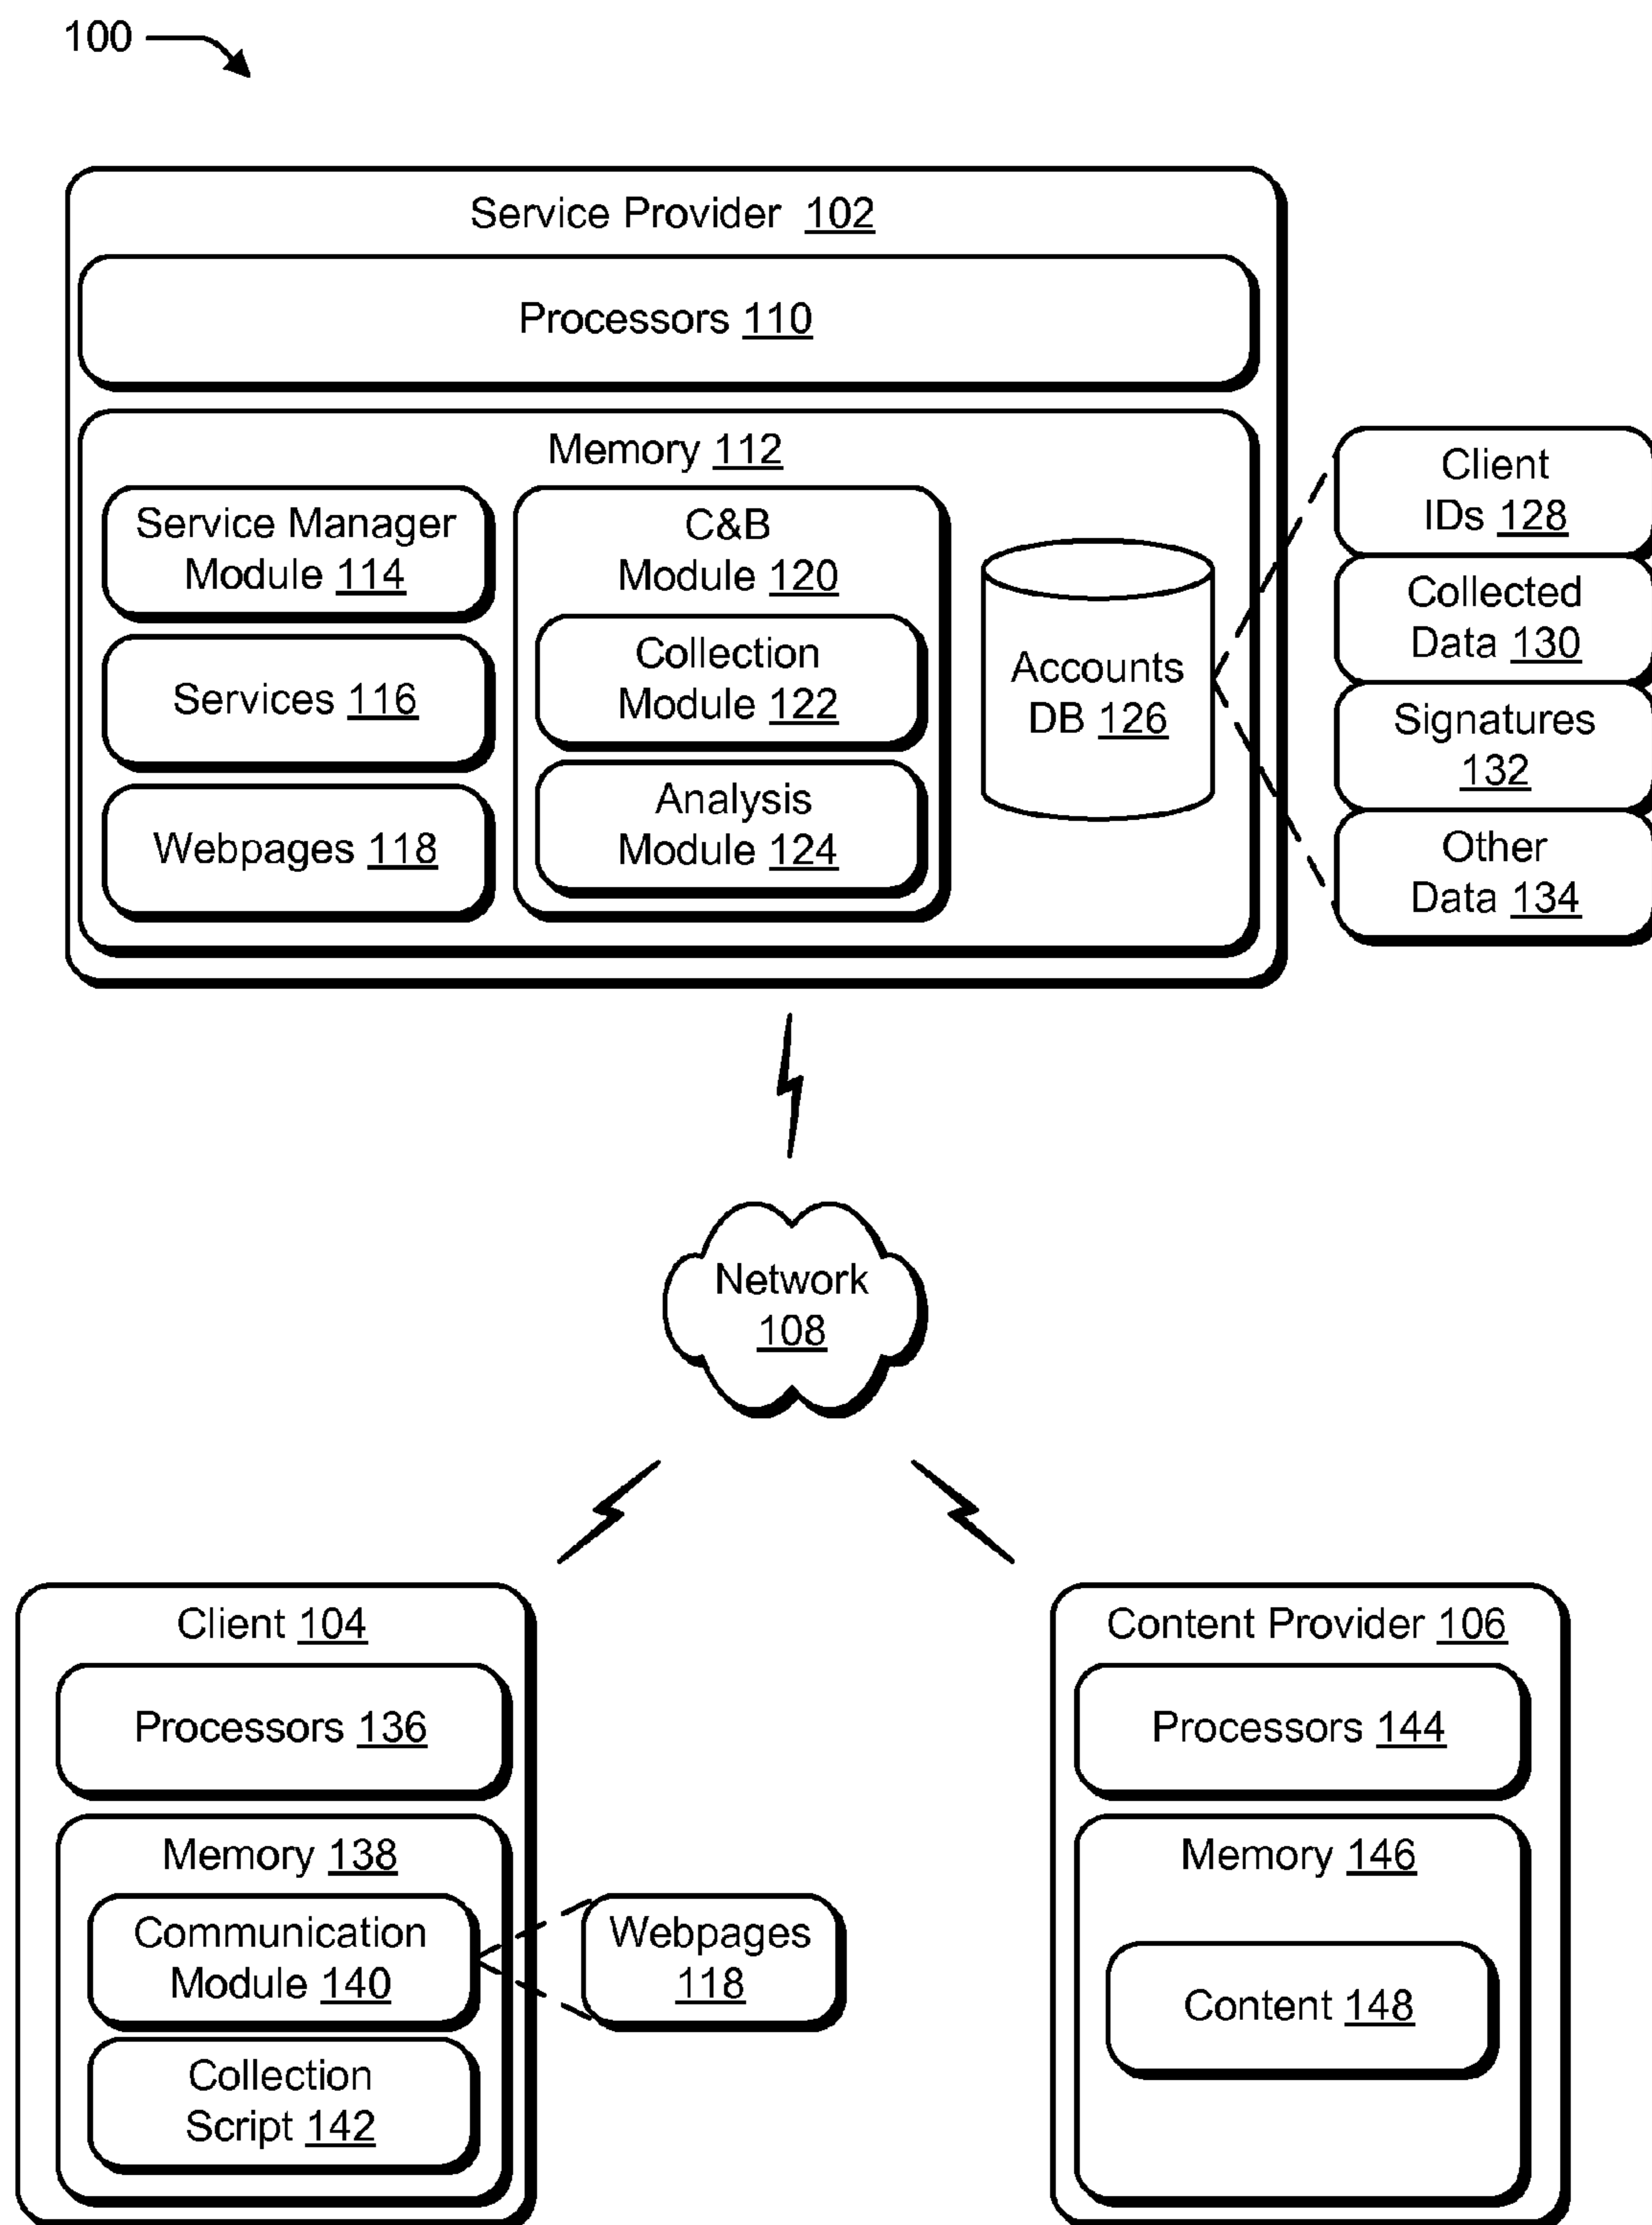 100
Service Provider 102
Processors 110
Memory 112
Service Manager
Module 114
Services 116
Webpages 118
C&B
Module 120
Collection
Module 122
Analysis
Module 124
Accounts
DB 126
Client
IDs 128
Collected
Data 130
Signatures
132
Other
Data 134
Network
108
Client 104
Processors 136
Memory 138
Communication
Module 140
Collection
Script 142
Webpages
118
Content Provider 106
Processors 144
Memory 146
Content 148